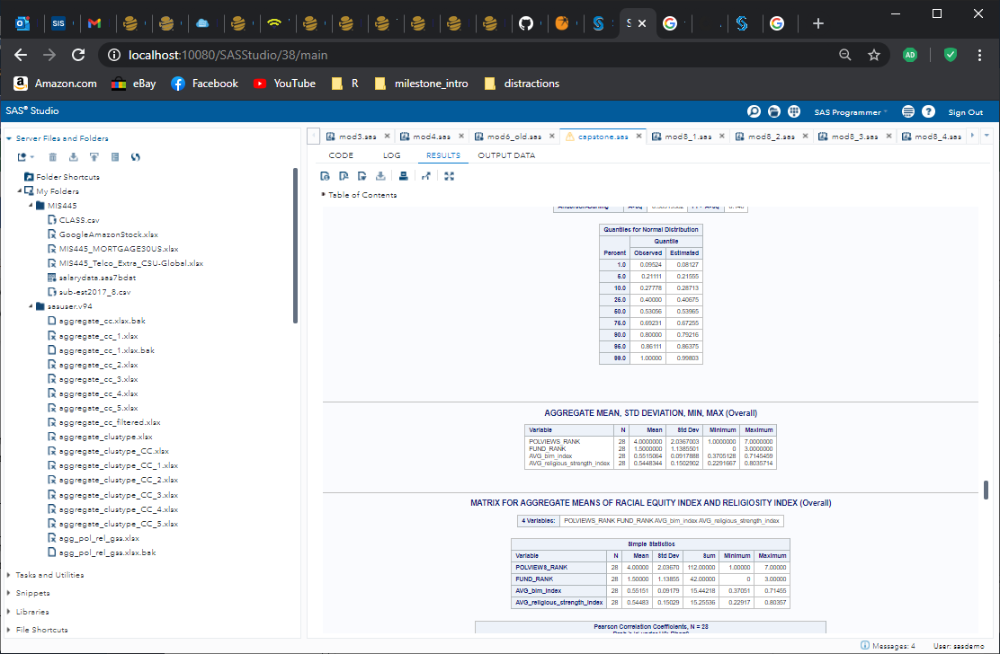 SIS
S
localhost:10080/SASStudio/38/main
AD
Amazon.com eBay Facebook YouTube R milestone_intro distractions
SAS® Studio
SAS Programmer
Sign Out
Server Files and Folders
Folder Shortcuts
My Folders
MIS445
CLASS.csv
GoogleAmazonStock.xlsx
MIS445_MORTGAGE30US.xlsx
MIS445_Telco_Extra_CSU-Global.xlsx
salarydata.sas7bdat
sub-est2017_8.csv
sasuser.v94
aggregate_cc.xlsx.bak
aggregate_cc_1.xlsx
aggregate_cc_1.xlsx.bak
aggregate_cc_2.xlsx
aggregate_cc_3.xlsx
aggregate_cc_4.xlsx
aggregate_cc_5.xlsx
aggregate_cc_filtered.xlsx
aggregate_clustype.xlsx
aggregate_clustype_CC.xlsx
aggregate_clustype_CC_1.xlsx
aggregate_clustype_CC_2.xlsx
aggregate_clustype_CC_3.xlsx
aggregate_clustype_CC_4.xlsx
aggregate_clustype_CC_5.xlsx
agg_pol_rel_gss.xlsx
agg_pol_rel_gss.xlsx.bak
Tasks and Utilities
Snippets
Libraries
File Shortcuts
mod3.sas mod4.sas mod6_old.sas capstone.sas mod8_1.sas mod8_2.sas mod8_3.sas mod8_4.sas
CODE LOG RESULTS OUTPUT DATA
Table of Contents
Quantiles for Normal Distribution
Quantile
Percent Observed Estimated
1.0 0.09524 0.08127
5.0 0.21111 0.21555
10.0 0.27778 0.28713
25.0 0.40000 0.40675
50.0 0.53056 0.53965
75.0 0.69231 0.67255
90.0 0.80000 0.79216
95.0 0.86111 0.86375
99.0 1.00000 0.99803
AGGREGATE MEAN, STD DEVIATION, MIN, MAX (Overall)
Variable N Mean Std Dev Minimum Maximum
POLVIEWS_RANK 28 4.0000000 2.0367003 1.0000000 7.0000000
FUND_RANK 28 1.5000000 1.1385501 0 3.0000000
AVG_blm_index 28 0.5515064 0.0917888 0.3705128 0.7145459
AVG_religious_strength_index 28 0.5448344 0.1502902 0.2291667 0.8035714
MATRIX FOR AGGREGATE MEANS OF RACIAL EQUITY INDEX AND RELIGIOSITY INDEX (Overall)
4 Variables: POLVIEWS_RANK FUND_RANK AVG_blm_index AVG_religious_strength_index
Simple Statistics
Variable N Mean Std Dev Sum Minimum Maximum
POLVIEWS_RANK 28 4.00000 2.03670 112.00000 1.00000 7.00000
FUND_RANK 28 1.50000 1.13855 42.00000 0 3.00000
AVG_blm_index 28 0.55151 0.09179 15.44218 0.37051 0.71455
AVG_religious_strength_index 28 0.54483 0.15029 15.25536 0.22917 0.80357
Pearson Correlation Coefficients, N = 28
Messages: 4 User: sasdemo